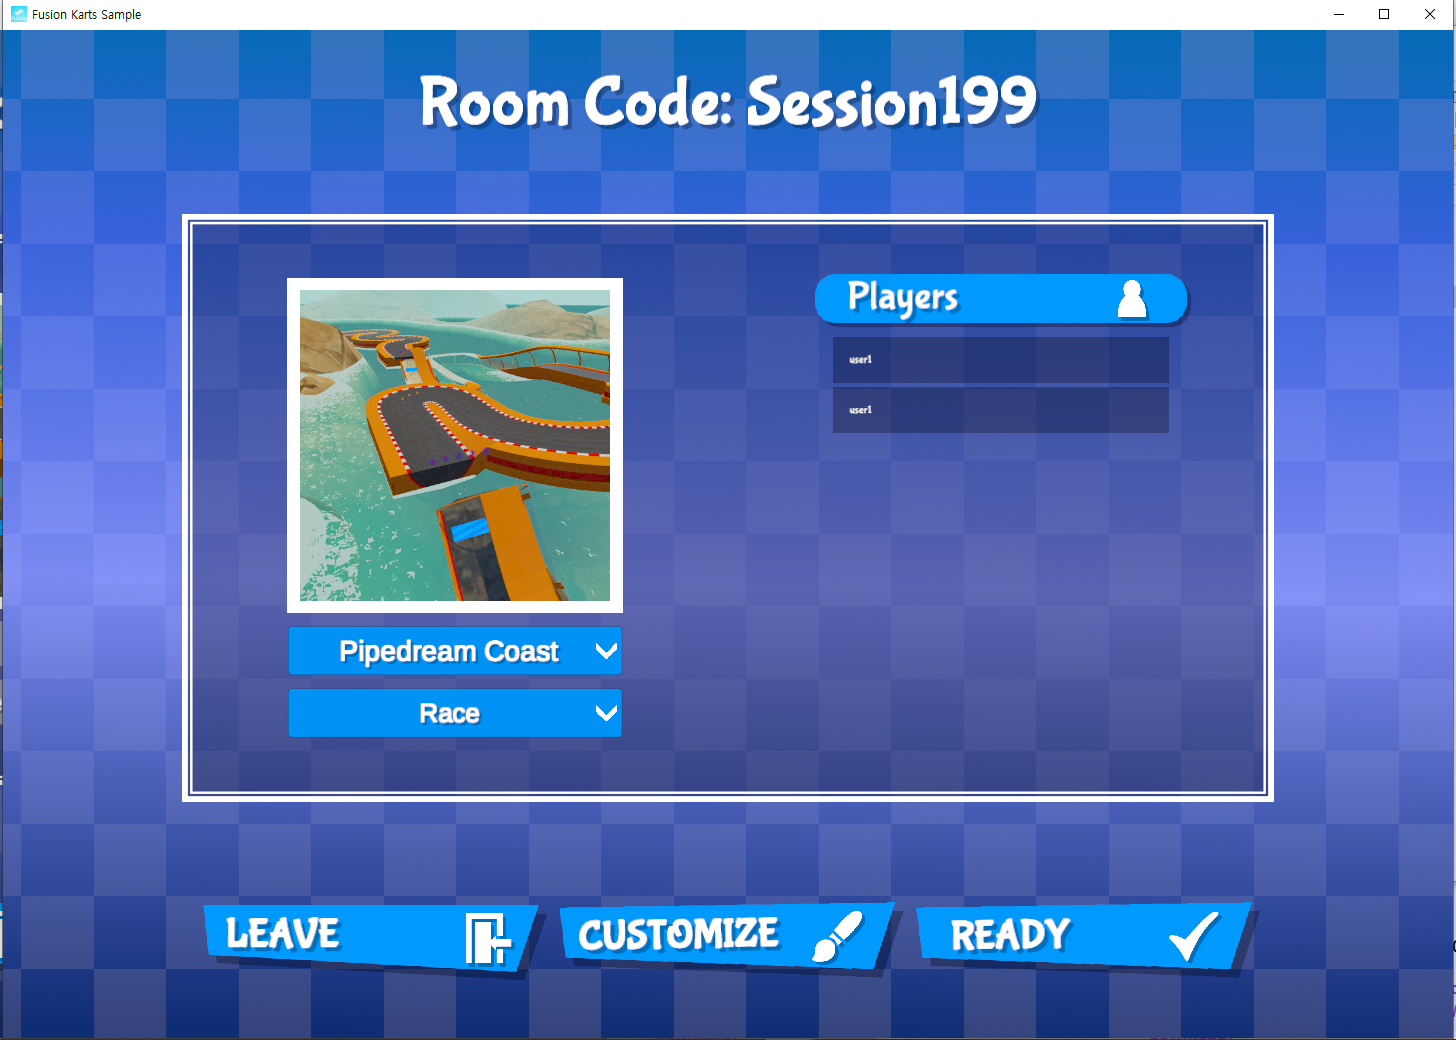 Fusion Karts Sample
Room Code: Session199
Players
user1
user1
Pipedream Coast
Race
LEAVE
CUSTOMIZE
READY